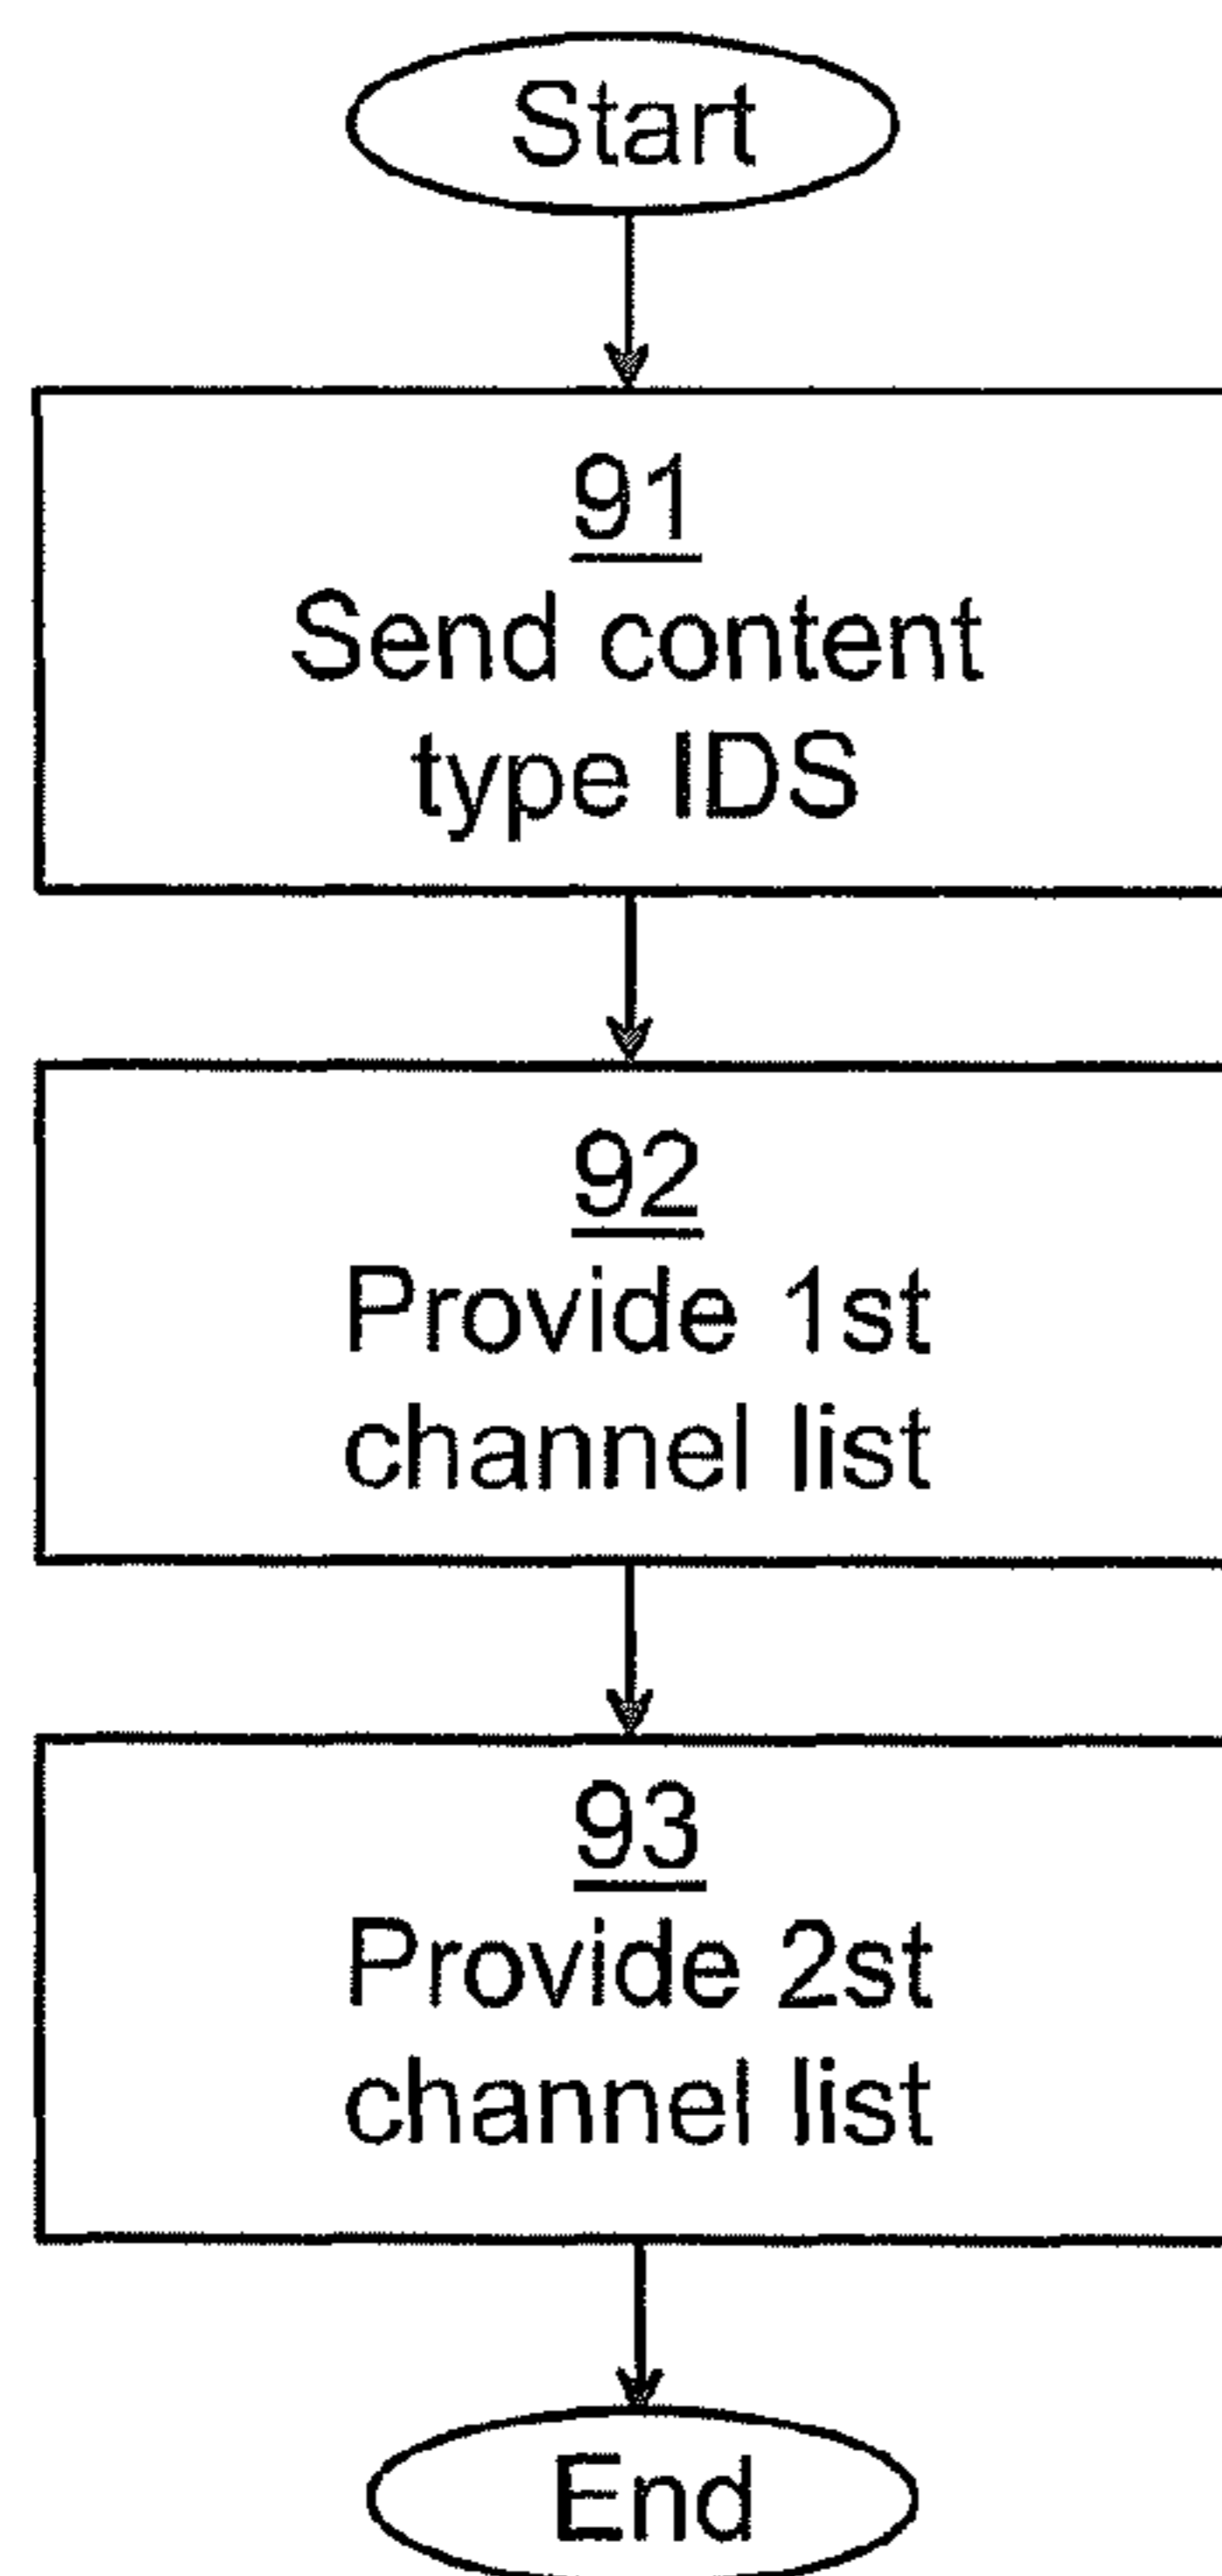 Start
91
Send content
type IDS
92
Provide 1st
channel list
93
Provide 2st
channel list
End